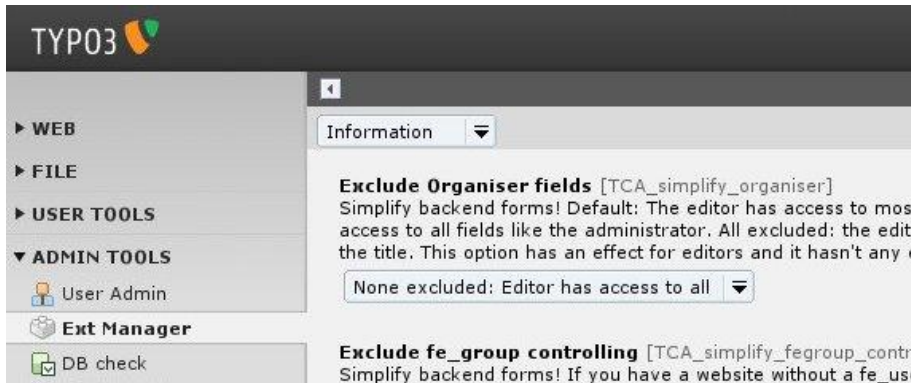 TYPO3
WEB
Information
FILE
Exclude Organiser fields [TCA_simplify_organiser]
Simplify backend forms! Default: The editor has access to mos
USER TOOLS
access to all fields like the administrator. All excluded: the edit
the title. This option has an effect for editors and it hasn't any
ADMIN TOOLS
User Admin
None excluded: Editor has access to all
Ext Manager
DB check
Exclude fe_group controlling [TCA_simplify_fegroup_contr
Simplify backend forms! If you have a website without a fe_us